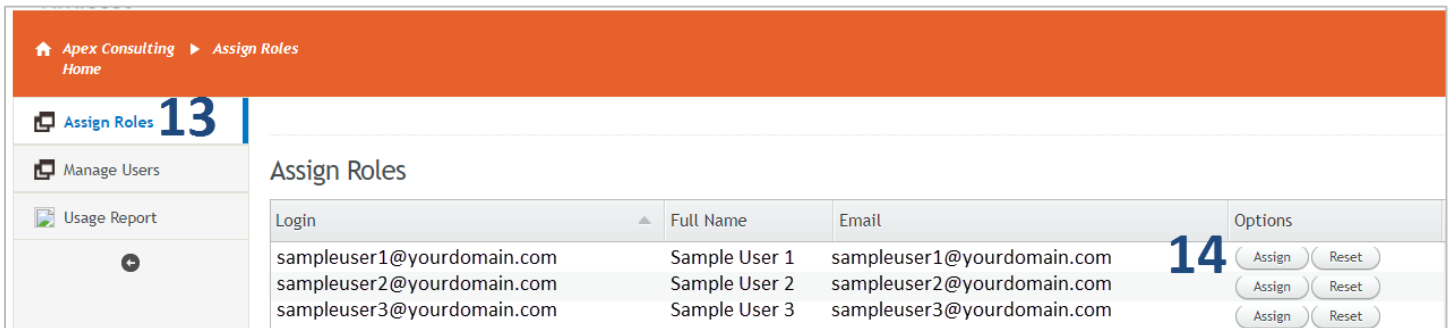 Apex Consulting Assign Roles
Home
Assign Roles 13
Manage Users
Usage Report
Assign Roles
Login Full Name Email Options
sampleuser1@yourdomain.com Sample User 1 sampleuser1@yourdomain.com 14 Assign Reset
sampleuser2@yourdomain.com Sample User 2 sampleuser2@yourdomain.com Assign Reset
sampleuser3@yourdomain.com Sample User 3 sampleuser3@yourdomain.com Assign Reset